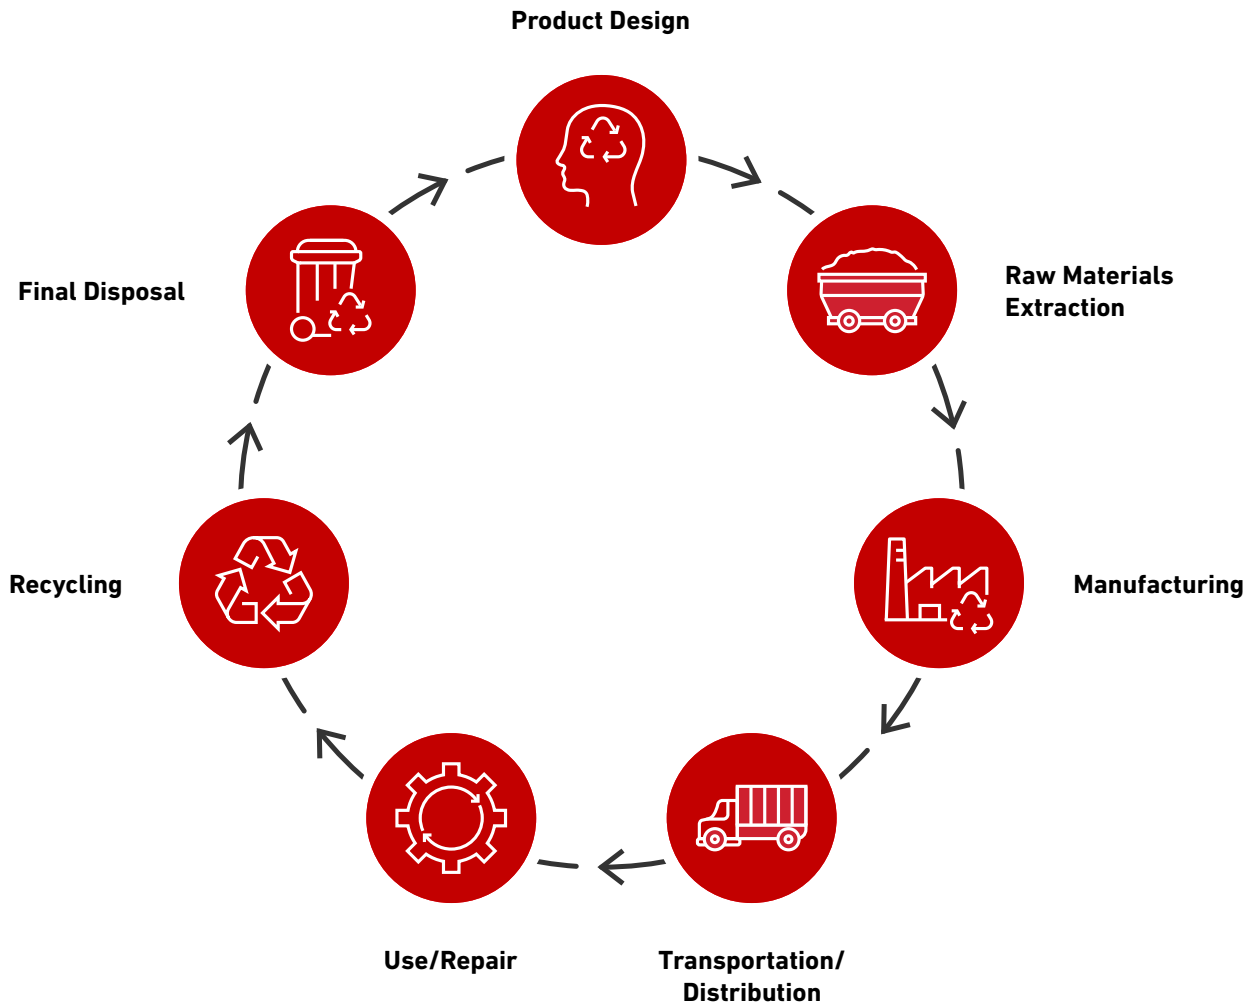 Product Design
Raw Materials
Extraction
Manufacturing
Transportation/
Distribution
Use/Repair
Recycling
Final Disposal